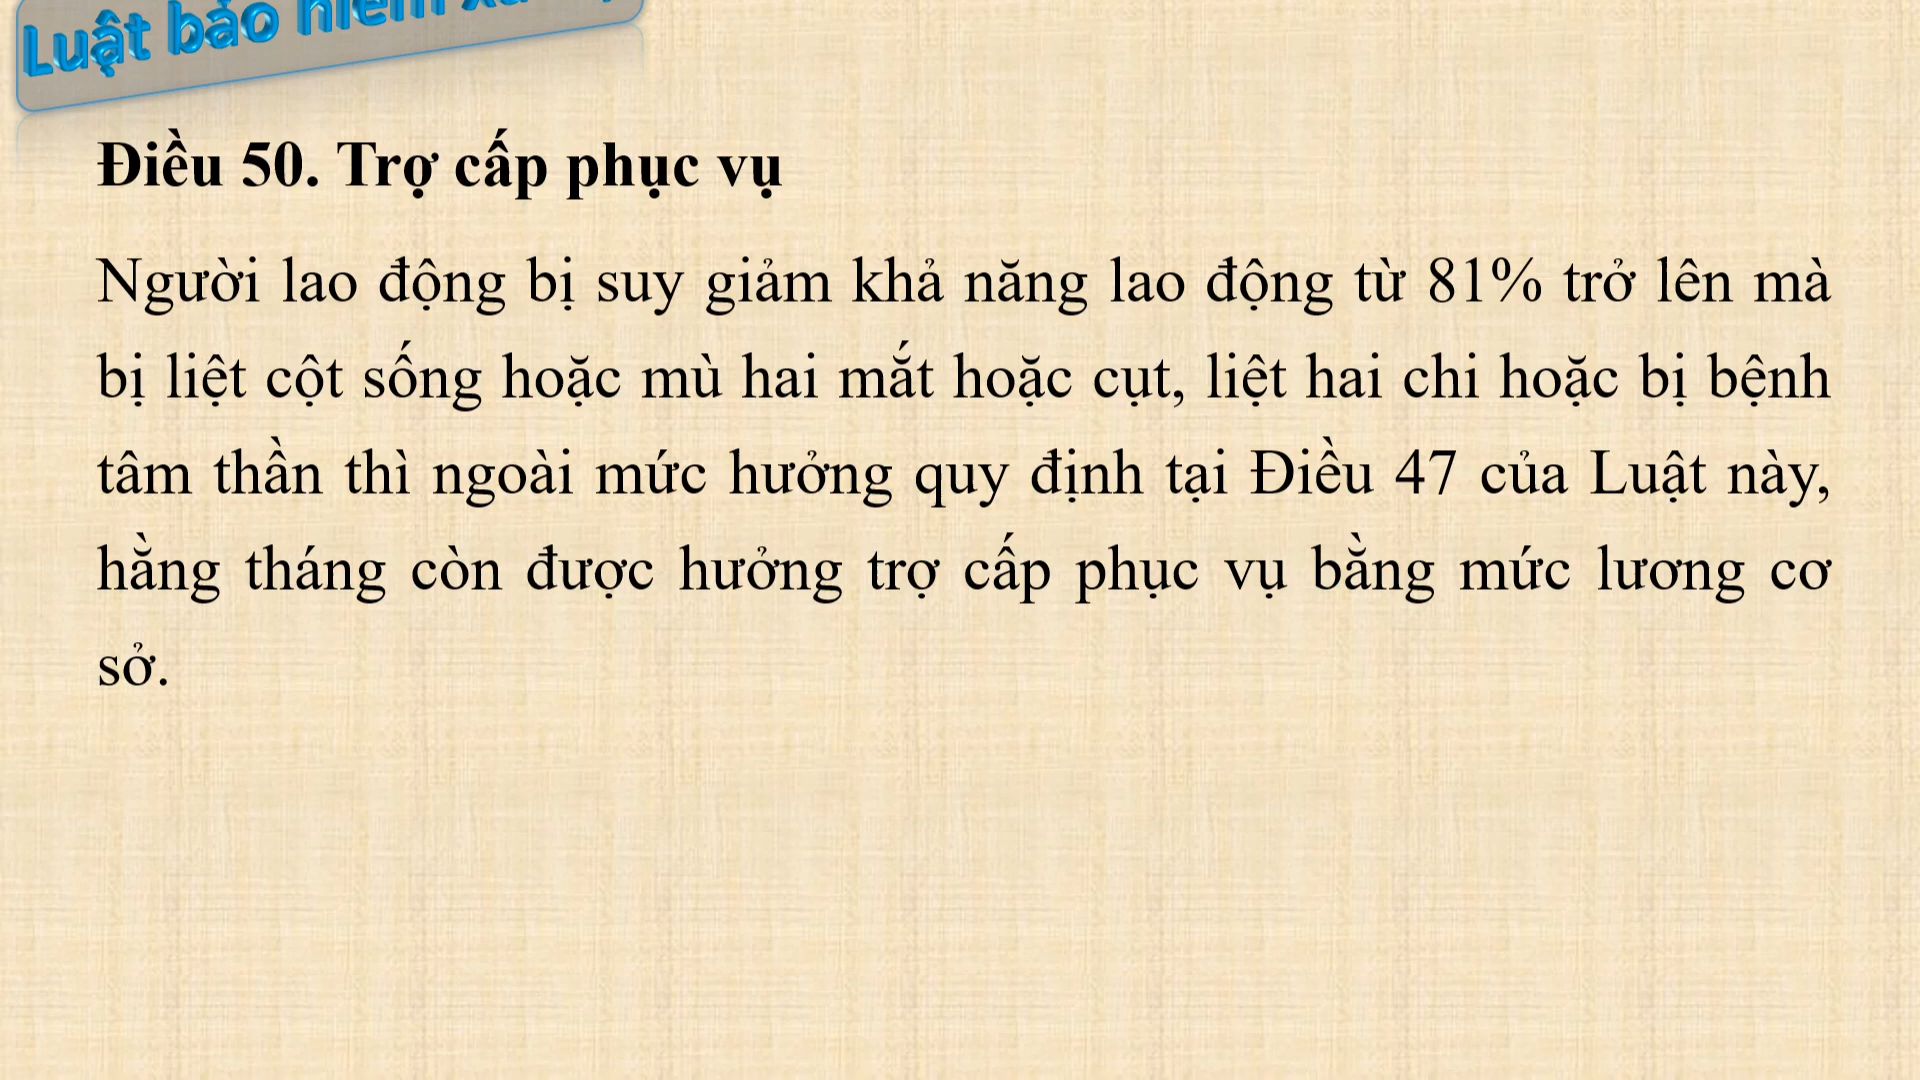 Luật bảo hiểm
Điều 50. Trợ cấp phục vụ
Người lao động bị suy giảm khả năng lao động từ 81% trở lên mà
bị liệt cột sống hoặc mù hai mắt hoặc cụt, liệt hai chi hoặc bị bệnh
tâm thần thì ngoài mức hưởng quy định tại Điều 47 của Luật này,
hằng tháng còn được hưởng trợ cấp phục vụ bằng mức lương cơ
sở.